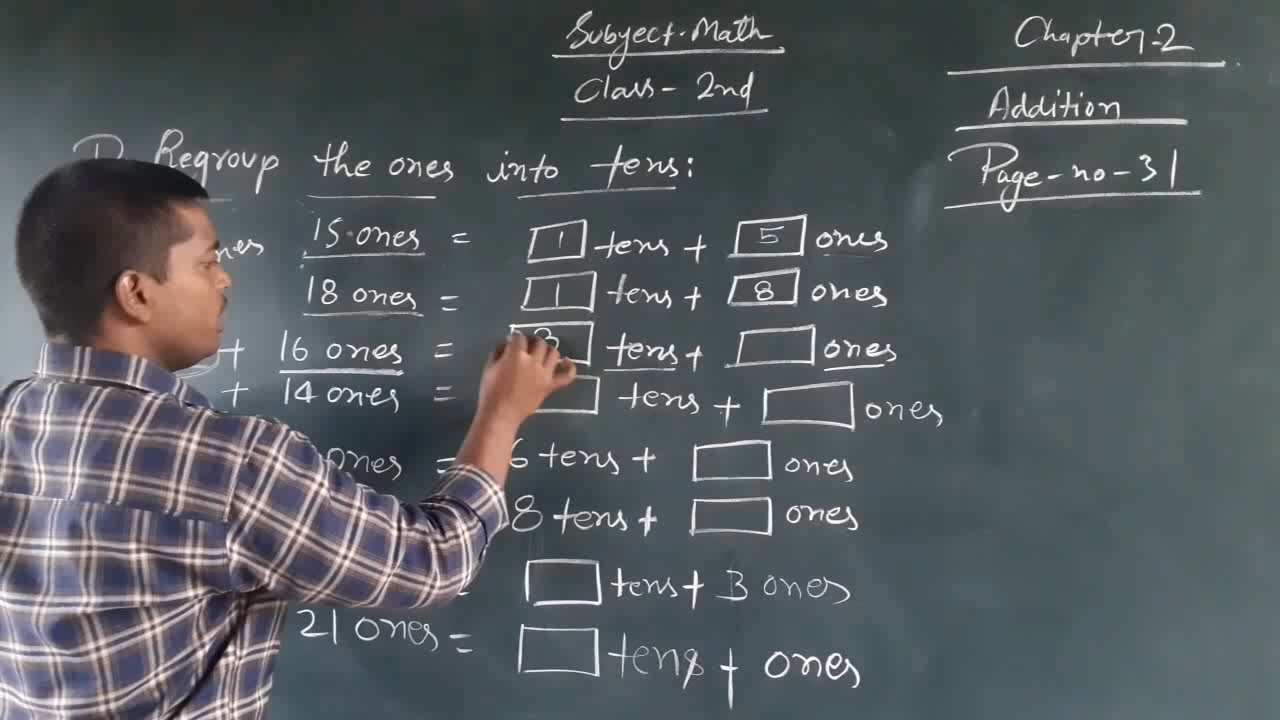 Subject-Math
Class-2nd
Chapter-2
Addition
Page-no-31
Regroup the ones into tens:
15 ones = 1 tens + 5 ones
18 ones = 1 tens + 8 ones
+ 16 ones = 3 tens + ones
+ 14 ones = tens + ones
ones = 6 tens + ones
8 tens + ones
= tens + 3 ones
21 ones = tens + ones